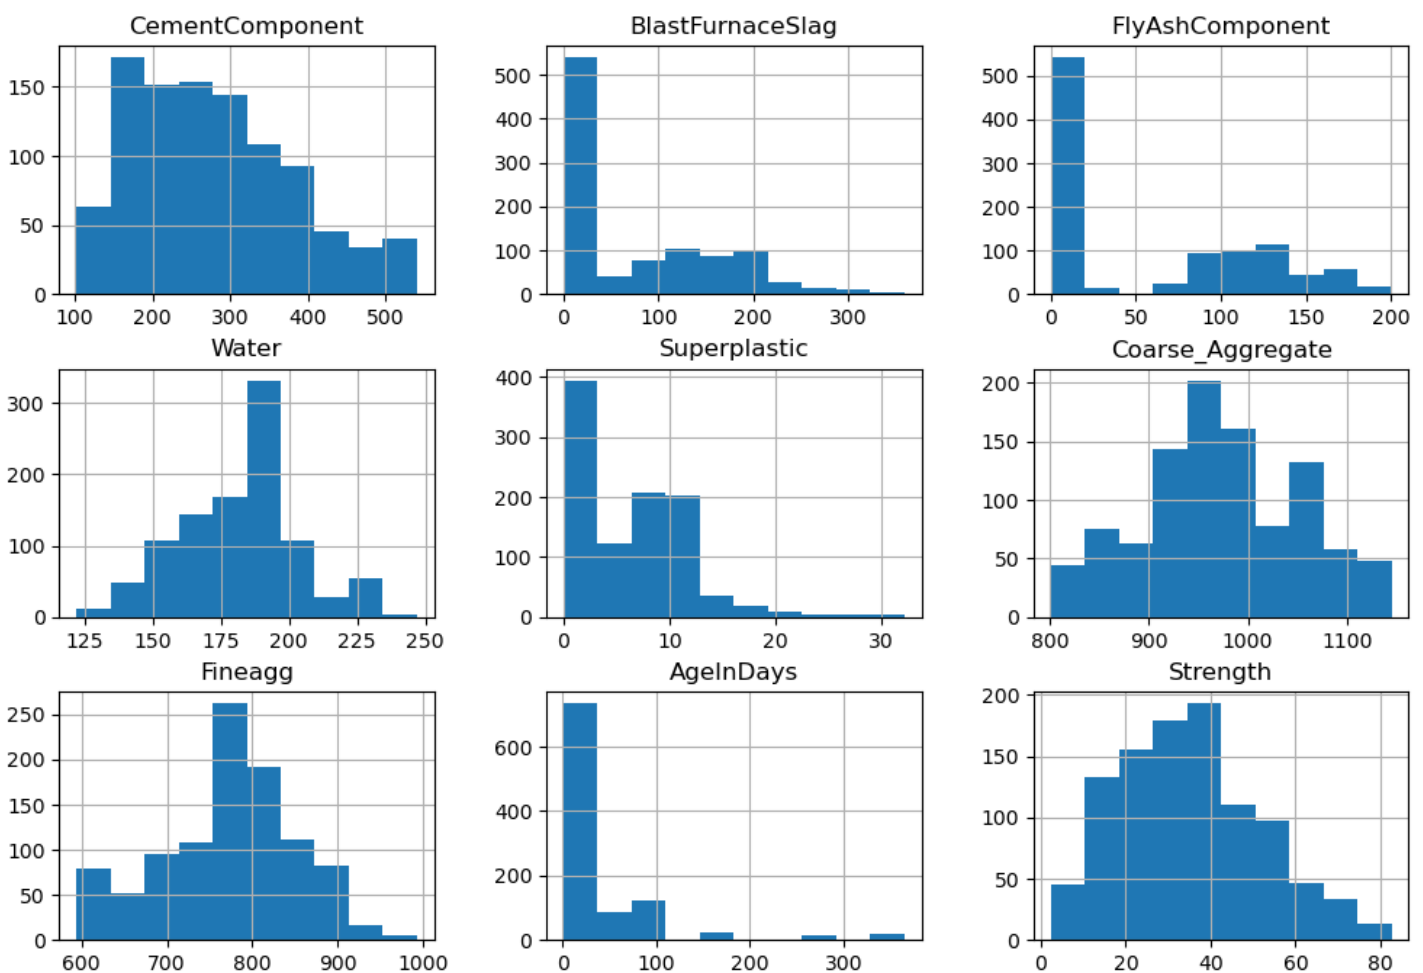 CementComponent
150
100
50
0
100 200 300 400 500
BlastFurnaceSlag
500
400
300
200
100
0
0 100 200 300
FlyAshComponent
500
400
300
200
100
0
0 50 100 150 200
Water
300
200
100
0
125 150 175 200 225 250
Superplastic
400
300
200
100
0
0 10 20 30
Coarse_Aggregate
200
150
100
50
0
800 900 1000 1100
Fineagg
250
200
150
100
50
0
600 700 800 900 1000
AgeInDays
600
400
200
0
0 100 200 300
Strength
200
150
100
50
0
0 20 40 60 80